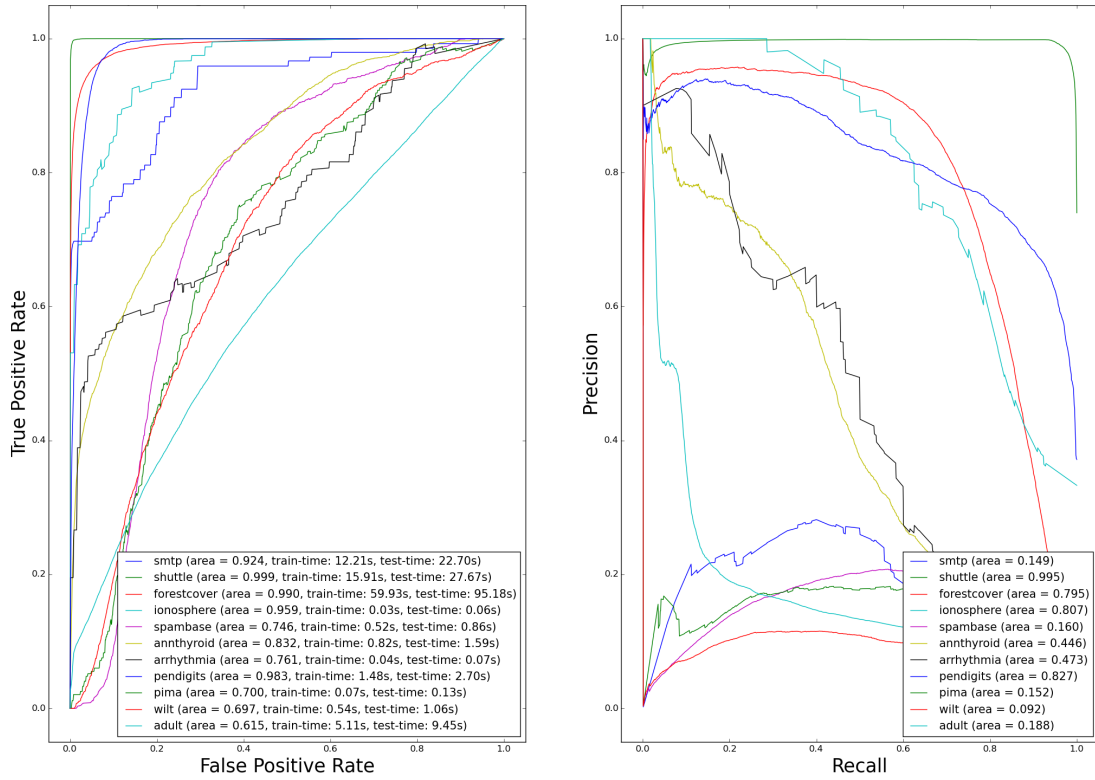 1.0
0.8
0.6
0.4
0.2
0.0
True Positive Rate
smtp (area = 0.924, train-time: 12.21s, test-time: 22.70s)
shuttle (area = 0.999, train-time: 15.91s, test-time: 27.67s)
forestcover (area = 0.990, train-time: 59.93s, test-time: 95.18s)
ionosphere (area = 0.959, train-time: 0.03s, test-time: 0.06s)
spambase (area = 0.746, train-time: 0.52s, test-time: 0.86s)
annthyroid (area = 0.832, train-time: 0.82s, test-time: 1.59s)
arrhythmia (area = 0.761, train-time: 0.04s, test-time: 0.07s)
pendigits (area = 0.983, train-time: 1.48s, test-time: 2.70s)
pima (area = 0.700, train-time: 0.07s, test-time: 0.13s)
wilt (area = 0.697, train-time: 0.54s, test-time: 1.06s)
adult (area = 0.615, train-time: 5.11s, test-time: 9.45s)
0.0 0.2 0.4 0.6 0.8 1.0
False Positive Rate
1.0
0.8
0.6
0.4
0.2
0.0
Precision
smtp (area = 0.149)
shuttle (area = 0.995)
forestcover (area = 0.795)
ionosphere (area = 0.807)
spambase (area = 0.160)
annthyroid (area = 0.446)
arrhythmia (area = 0.473)
pendigits (area = 0.827)
pima (area = 0.152)
wilt (area = 0.092)
adult (area = 0.188)
0.0 0.2 0.4 0.6 0.8 1.0
Recall